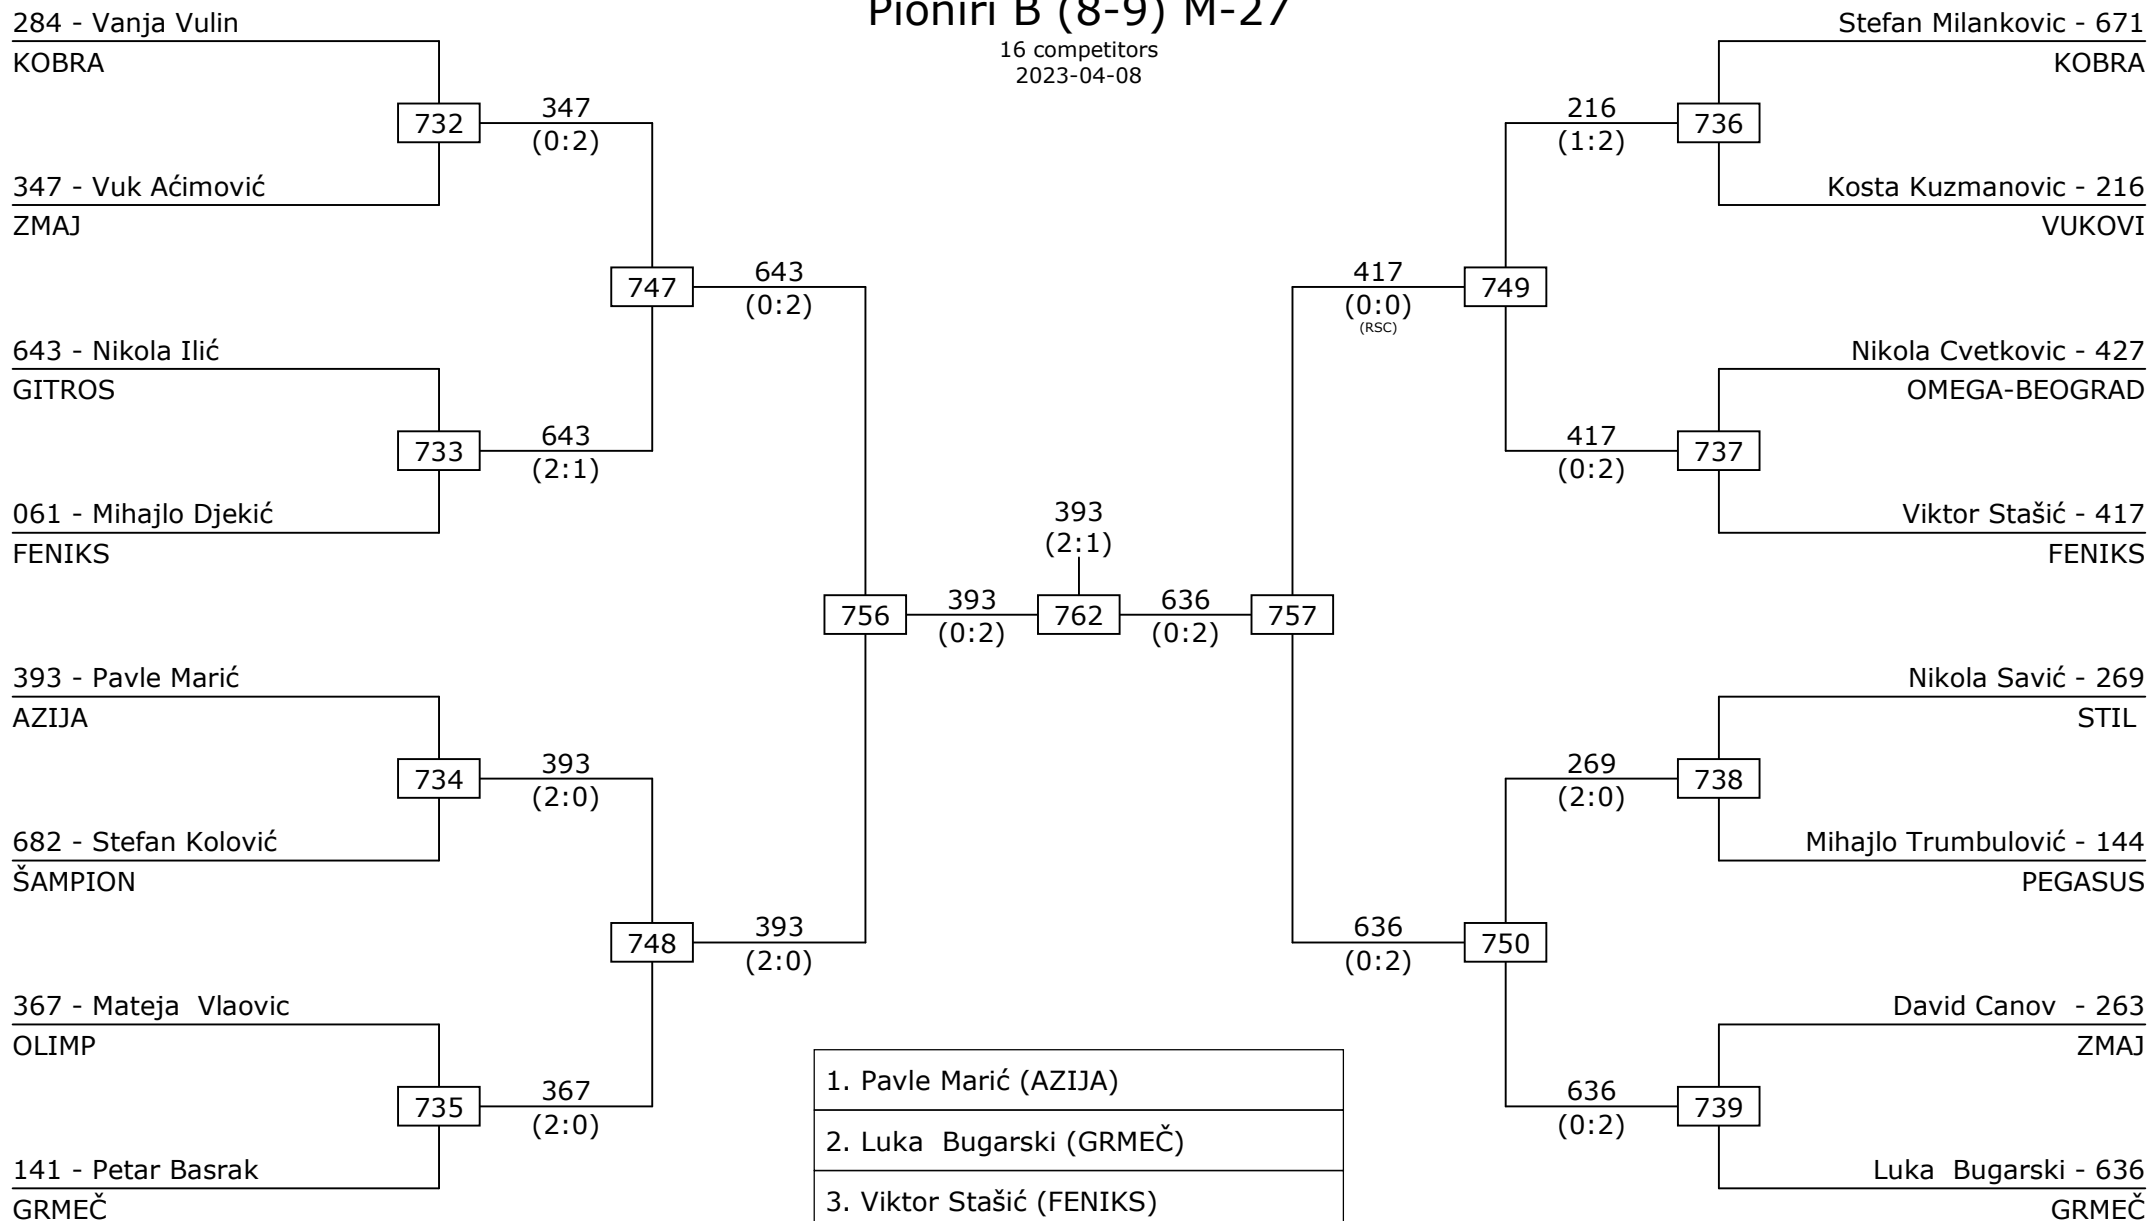 Pioniri B (8-9) M-27
16 competitors
2023-04-08
284 - Vanja Vulin
KOBRA
732
347
(0:2)
347 - Vuk Aćimović
ZMAJ
747
643
(0:2)
643 - Nikola Ilić
GITROS
733
643
(2:1)
061 - Mihajlo Djekić
FENIKS
756
393
(0:2)
393 - Pavle Marić
AZIJA
734
393
(2:0)
682 - Stefan Kolović
ŠAMPION
748
393
(2:0)
367 - Mateja  Vlaovic
OLIMP
735
367
(2:0)
141 - Petar Basrak
GRMEČ
393
(2:1)
762
636
(0:2)
757
Stefan Milankovic - 671
KOBRA
216
(1:2)
736
Kosta Kuzmanovic - 216
VUKOVI
417
(0:0)
(RSC)
749
Nikola Cvetkovic - 427
OMEGA-BEOGRAD
417
(0:2)
737
Viktor Stašić - 417
FENIKS
Nikola Savić - 269
STIL
269
(2:0)
738
Mihajlo Trumbulović - 144
PEGASUS
636
(0:2)
750
David Canov  - 263
ZMAJ
636
(0:2)
739
Luka  Bugarski - 636
GRMEČ
1. Pavle Marić (AZIJA)
2. Luka  Bugarski (GRMEČ)
3. Viktor Stašić (FENIKS)